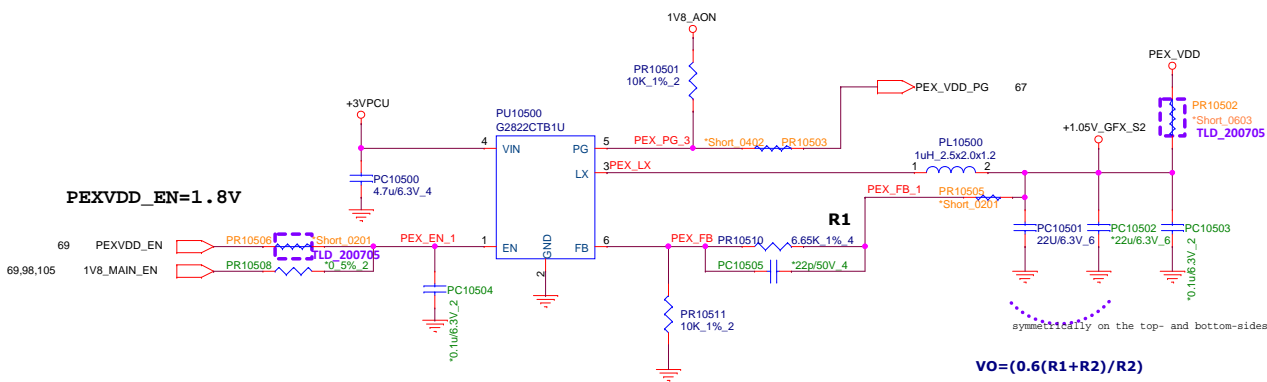 1V8_AON
PEX_VDD
PR10501
10K_1%_2
PEX_VDD_PG 67
+3VPCU
PU10500
G2822CTB1U
PR10502
*Short_0603
TLD_200705
+1.05V_GFX_S2
4 VIN PG 5 PEX_PG_3 *Short_0402 PR10503
PL10500
1uH_2.5x2.0x1.2
LX 3 PEX_LX 1 2
PC10500
4.7u/6.3V_4
PEXVDD_EN=1.8V
PEX_FB_1 PR10505
*Short_0201
R1
PC10501
22U/6.3V_6
PC10502
*22u/6.3V_6
PC10503
*0.1u/6.3V_2
69 PEXVDD_EN PR10506 Short_0201
TLD_200705
PEX_EN_1 1 EN GND 2 FB 6 PEX_FB PR10510 6.65K_1%_4
69,98,105 1V8_MAIN_EN PR10508 *0_5%_2
PC10505 *22p/50V_4
PC10504
*0.1u/6.3V_2
PR10511
10K_1%_2
symmetrically on the top- and bottom-sides
VO=(0.6(R1+R2)/R2)